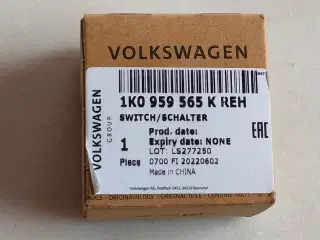 VOLKSWAGEN
1K0 959 565 K REH
SWITCH/SCHALTER
Prod. date:
1 Expiry date: NONE
LOT: LS277250
Piece 0700 FI 20220602
Made in CHINA
VOLKSWAGEN
GROUP
EAC